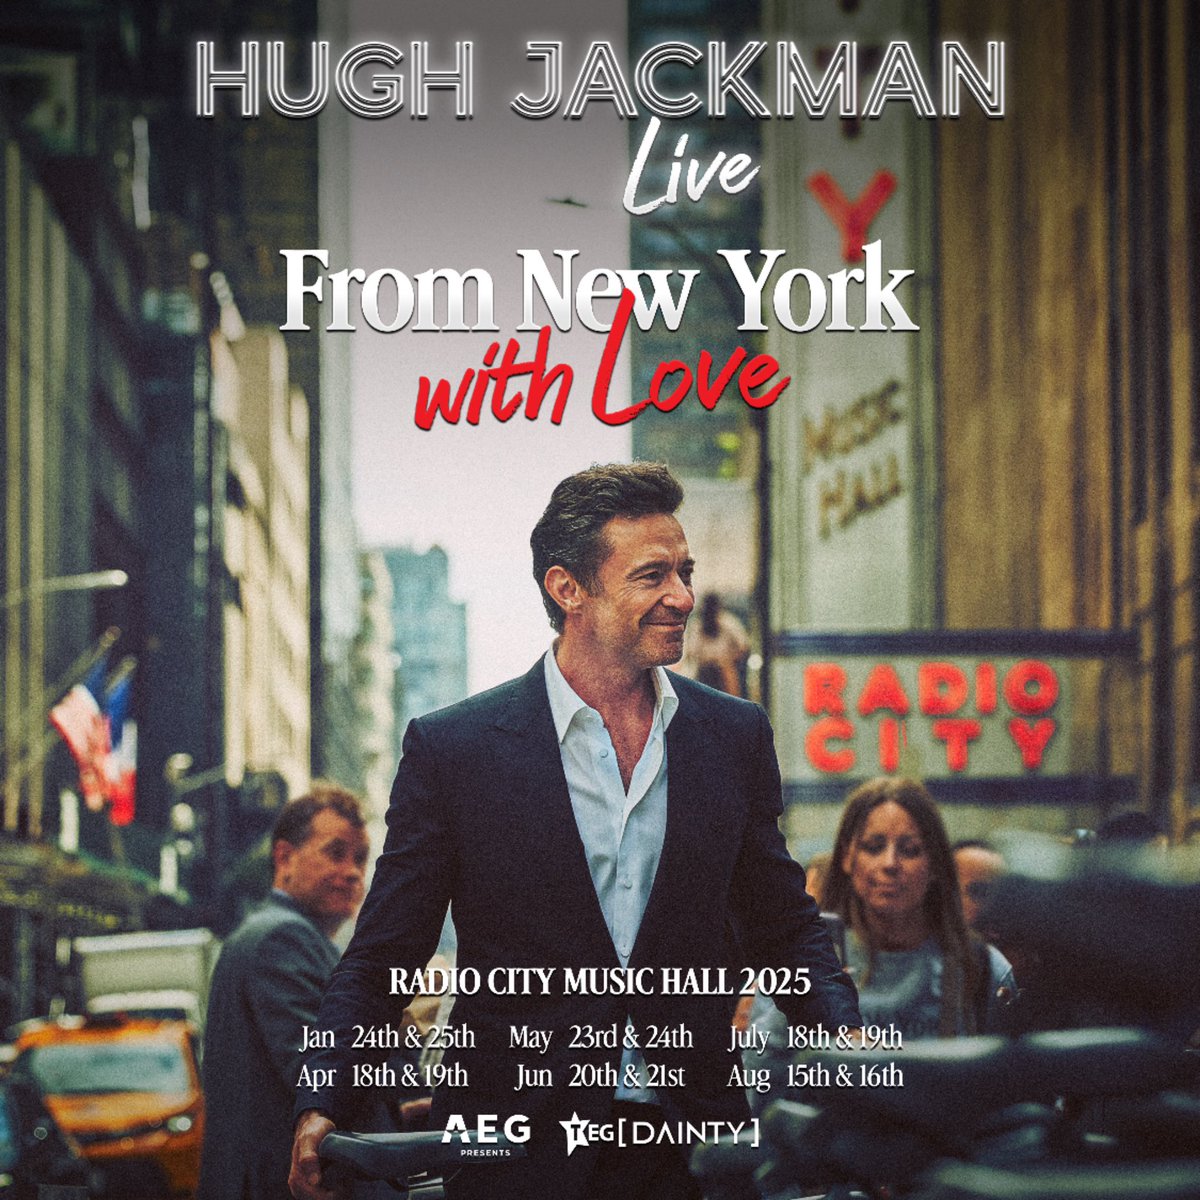 HUGH JACKMAN
Live
From New York
with Love
TY
MUSIC
HALL
RADIO
CITY
RADIO CITY MUSIC HALL 2025
Jan 24th & 25th May 23rd & 24th July 18th & 19th
Apr 18th & 19th Jun 20th & 21st Aug 15th & 16th
AEG
PRESENTS
TEG[DAINTY]